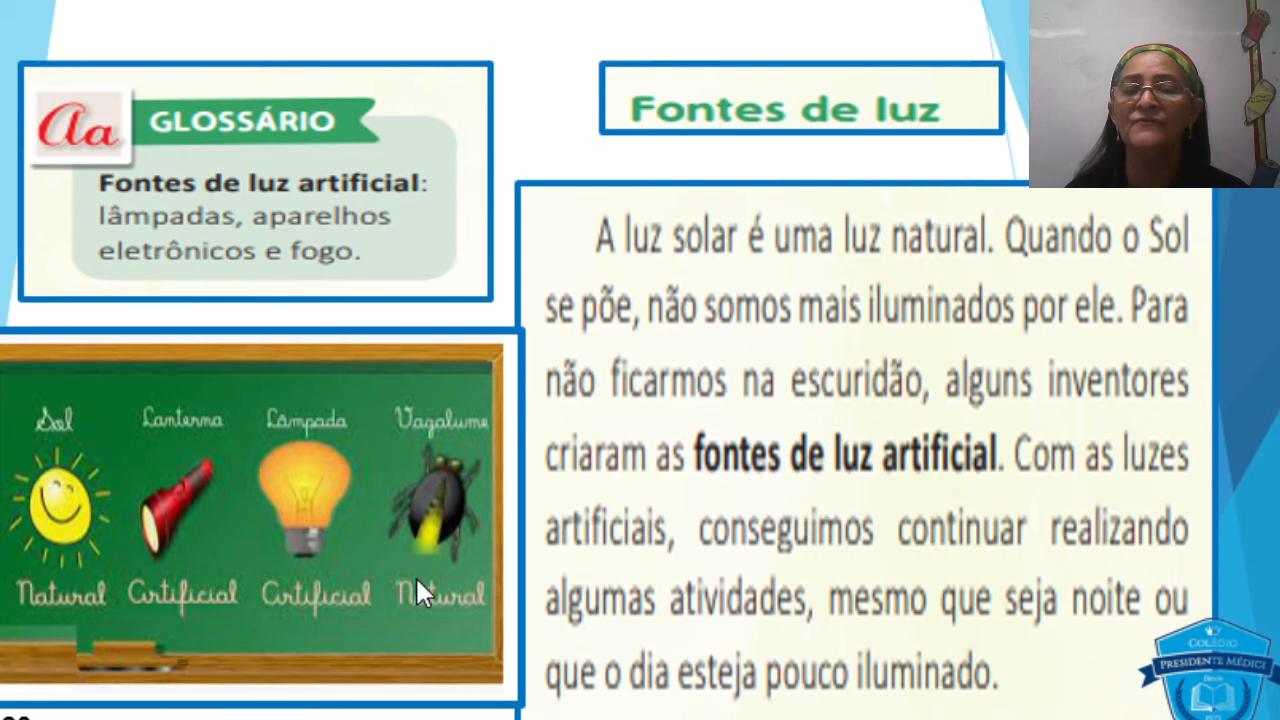 Aa
GLOSSÁRIO
Fontes de luz artificial:
lâmpadas, aparelhos
eletrônicos e fogo.
Fontes de luz
A luz solar é uma luz natural. Quando o Sol
se põe, não somos mais iluminados por ele. Para
não ficarmos na escuridão, alguns inventores
criaram as fontes de luz artificial. Com as luzes
artificiais, conseguimos continuar realizando
algumas atividades, mesmo que seja noite ou
que o dia esteja pouco iluminado.
Sol Lanterna Lâmpada Vagalume
Natural Artificial Artificial Natural
COLÉGIO
PRESIDENTE MÉDICI